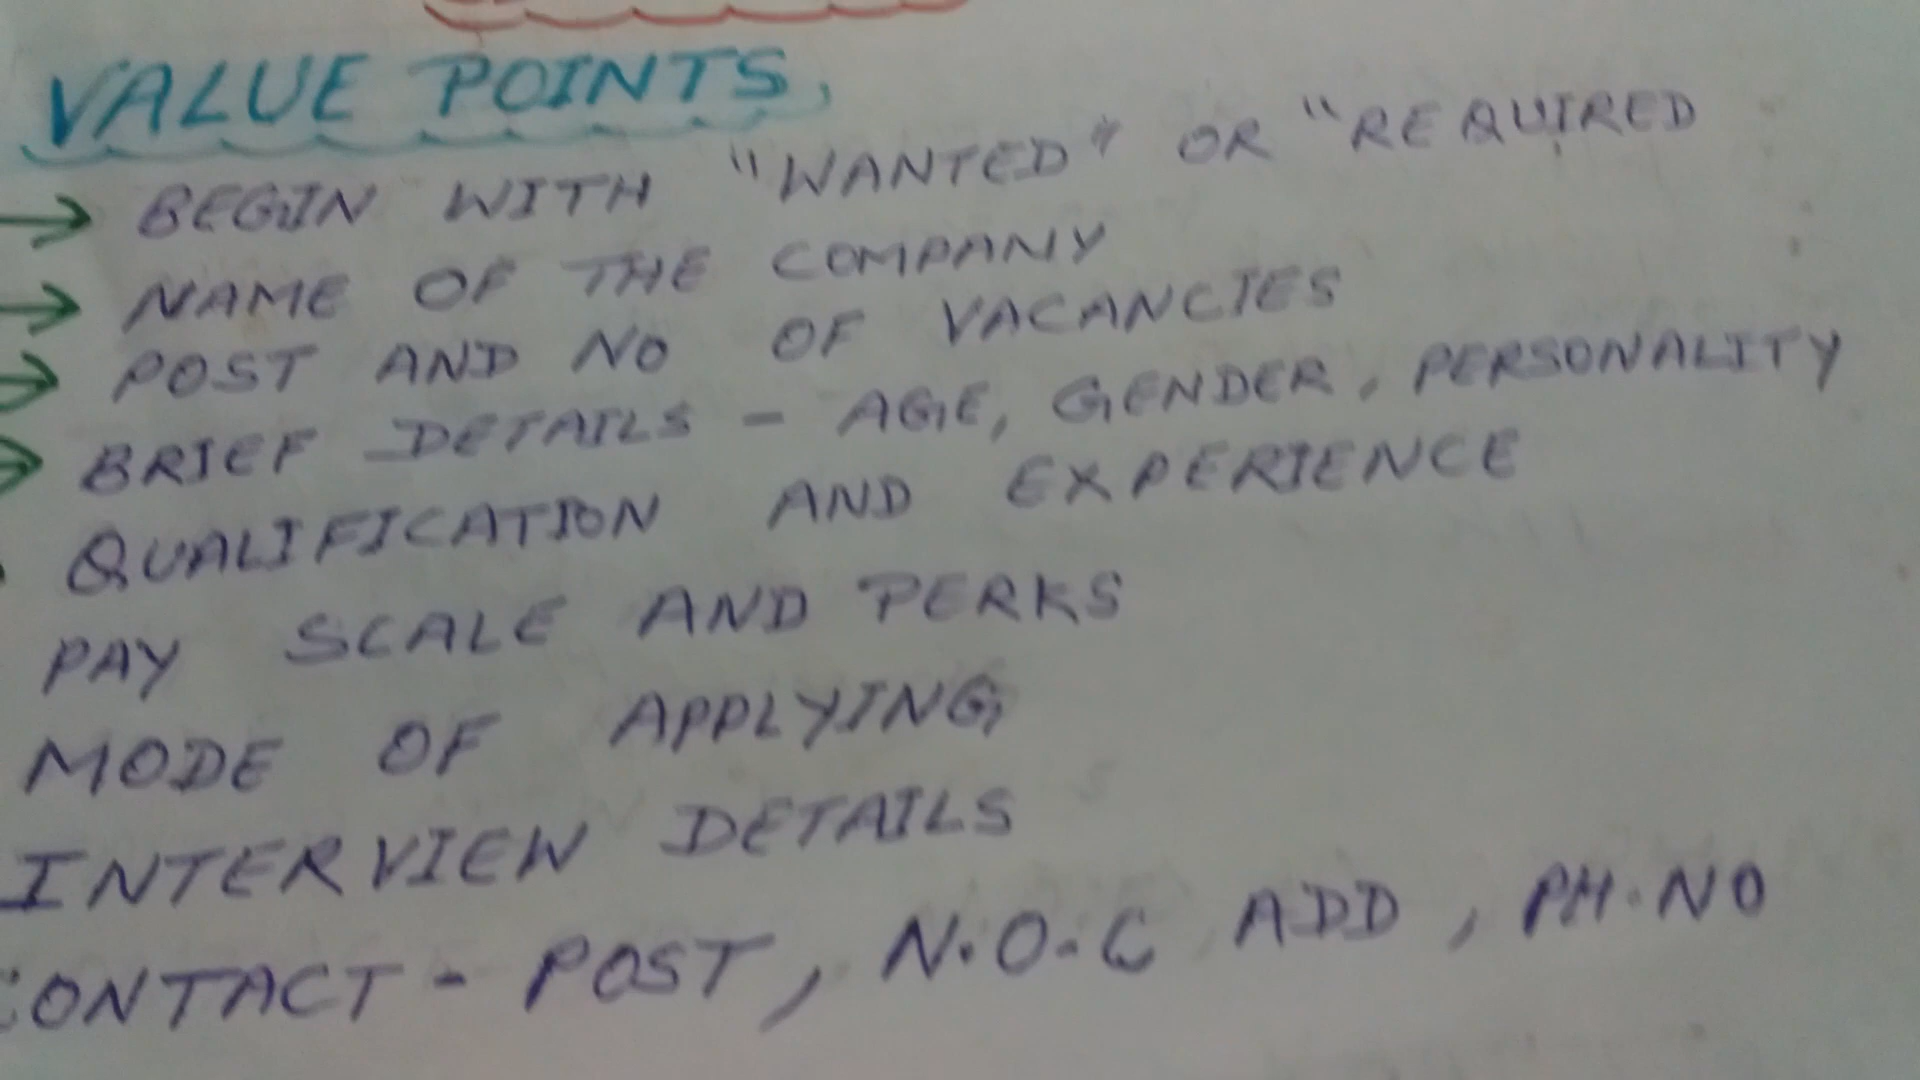 VALUE POINTS,
→ BEGIN WITH "WANTED" OR "REQUIRED
→ NAME OF THE COMPANY
→ POST AND NO OF VACANCIES
→ BRIEF DETAILS - AGE, GENDER, PERSONALITY
QUALIFICATION AND EXPERIENCE
PAY SCALE AND PERKS
MODE OF APPLYING
INTERVIEW DETAILS
CONTACT - POST, N.O.C ADD, PH.NO